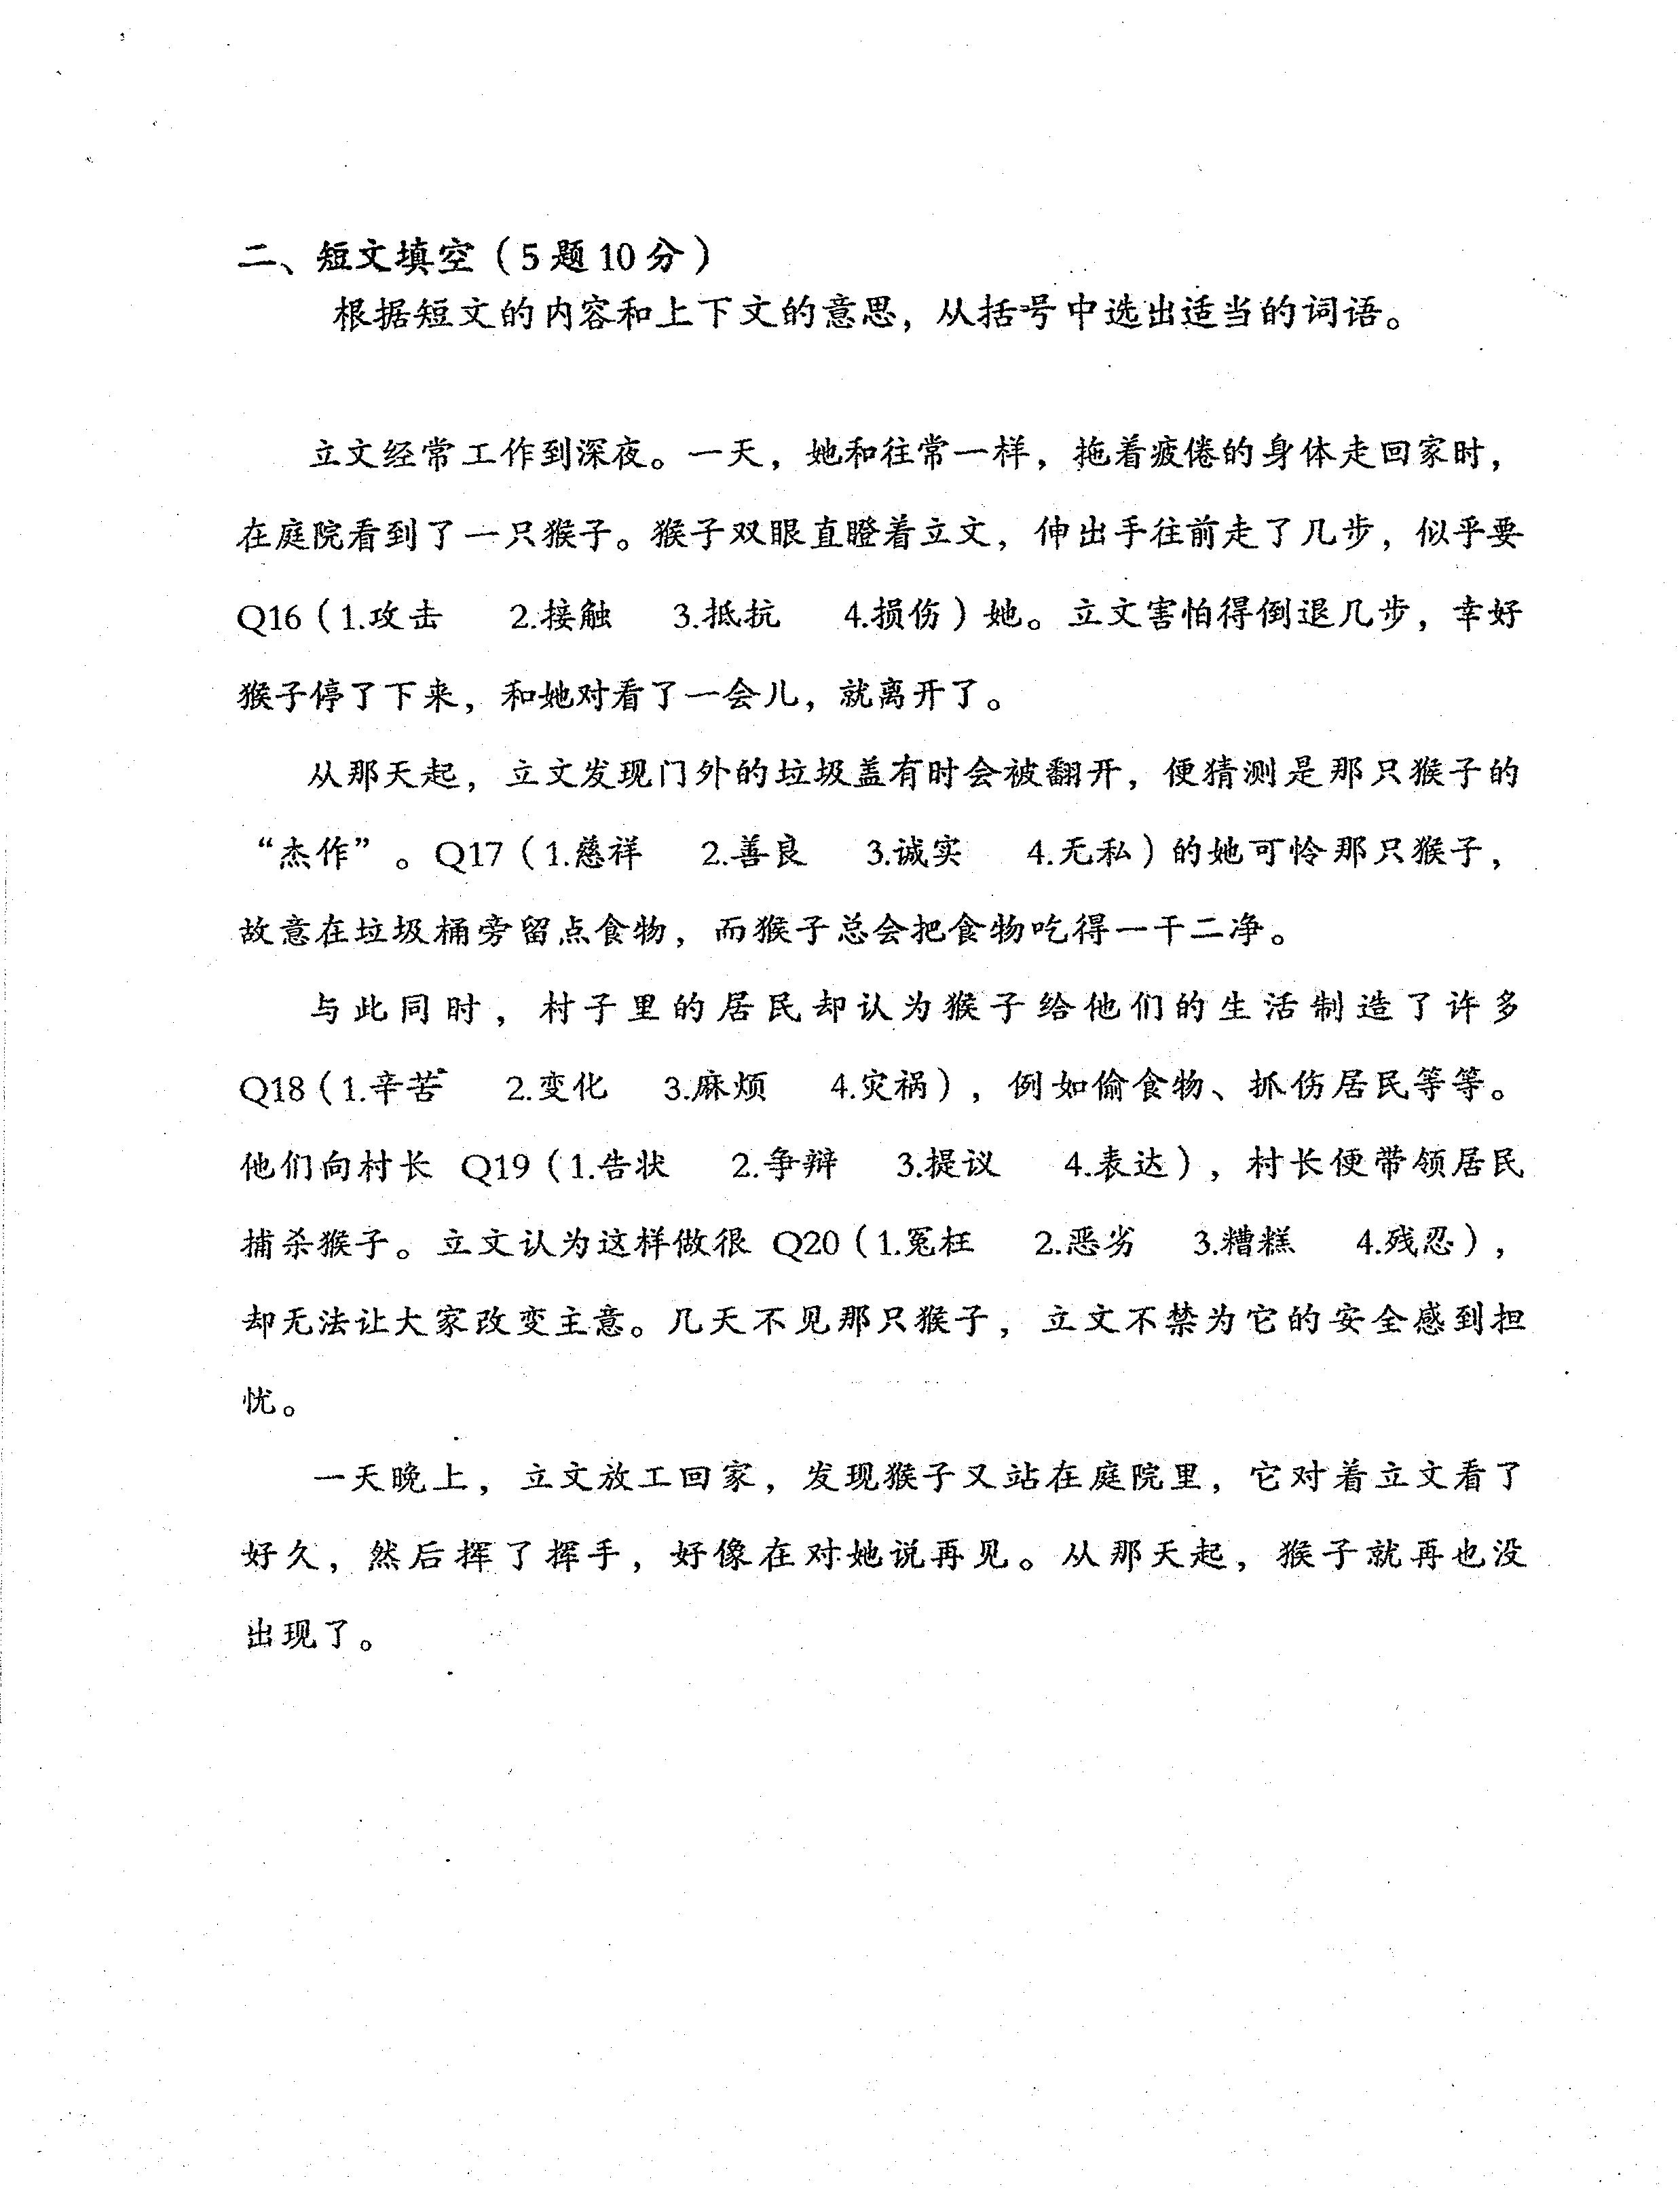 二、短文填空（5题10分）
根据短文的内容和上下文的意思，从括号中选出适当的词语。
立文经常工作到深夜。一天，她和往常一样，拖着疲倦的身体走回家时，
在庭院看到了一只猴子。猴子双眼直瞪着立文，伸出手往前走了几步，似乎要
Q16（1.攻击 2.接触 3.抵抗 4.损伤）她。立文害怕得倒退几步，幸好
猴子停了下来，和她对看了一会儿，就离开了。
从那天起，立文发现门外的垃圾盖有时会被翻开，便猜测是那只猴子的
“杰作”。Q17（1.慈祥 2.善良 3.诚实 4.无私）的她可怜那只猴子，
故意在垃圾桶旁留点食物，而猴子总会把食物吃得一干二净。
与此同时，村子里的居民却认为猴子给他们的生活制造了许多
Q18（1.辛苦 2.变化 3.麻烦 4.灾祸），例如偷食物、抓伤居民等等。
他们向村长 Q19（1.告状 2.争辩 3.提议 4.表达），村长便带领居民
捕杀猴子。立文认为这样做很 Q20（1.冤枉 2.恶劣 3.糟糕 4.残忍），
却无法让大家改变主意。几天不见那只猴子，立文不禁为它的安全感到担
忧。
一天晚上，立文放工回家，发现猴子又站在庭院里，它对着立文看了
好久，然后挥了挥手，好像在对她说再见。从那天起，猴子就再也没
出现了。